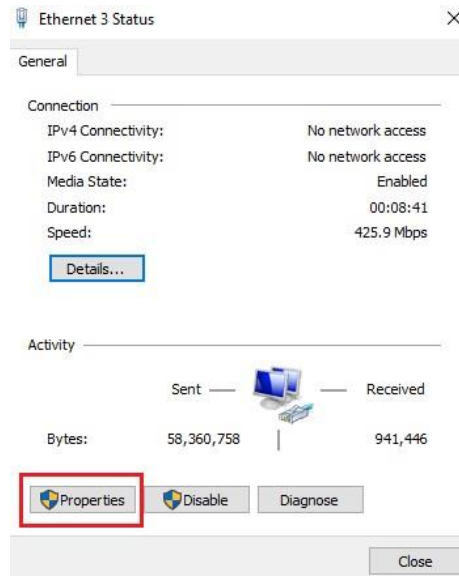 Ethernet 3 Status
General
Connection
IPv4 Connectivity: No network access
IPv6 Connectivity: No network access
Media State: Enabled
Duration: 00:08:41
Speed: 425.9 Mbps
Details...
Activity
Sent Received
Bytes: 58,360,758 941,446
Properties Disable Diagnose
Close